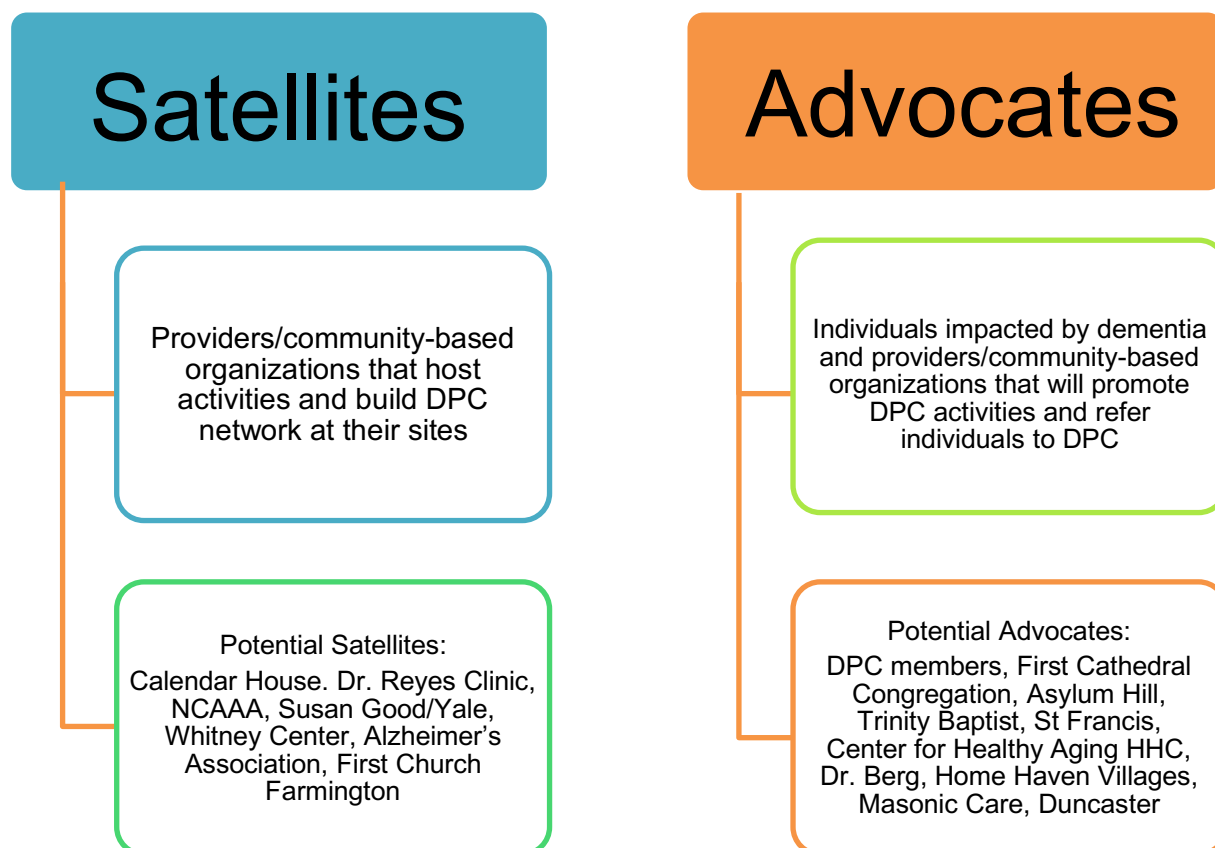 Satellites
Providers/community-based
organizations that host
activities and build DPC
network at their sites
Potential Satellites:
Calendar House. Dr. Reyes Clinic,
NCAAA, Susan Good/Yale,
Whitney Center, Alzheimer’s
Association, First Church
Farmington
Advocates
Individuals impacted by dementia
and providers/community-based
organizations that will promote
DPC activities and refer
individuals to DPC
Potential Advocates:
DPC members, First Cathedral
Congregation, Asylum Hill,
Trinity Baptist, St Francis,
Center for Healthy Aging HHC,
Dr. Berg, Home Haven Villages,
Masonic Care, Duncaster